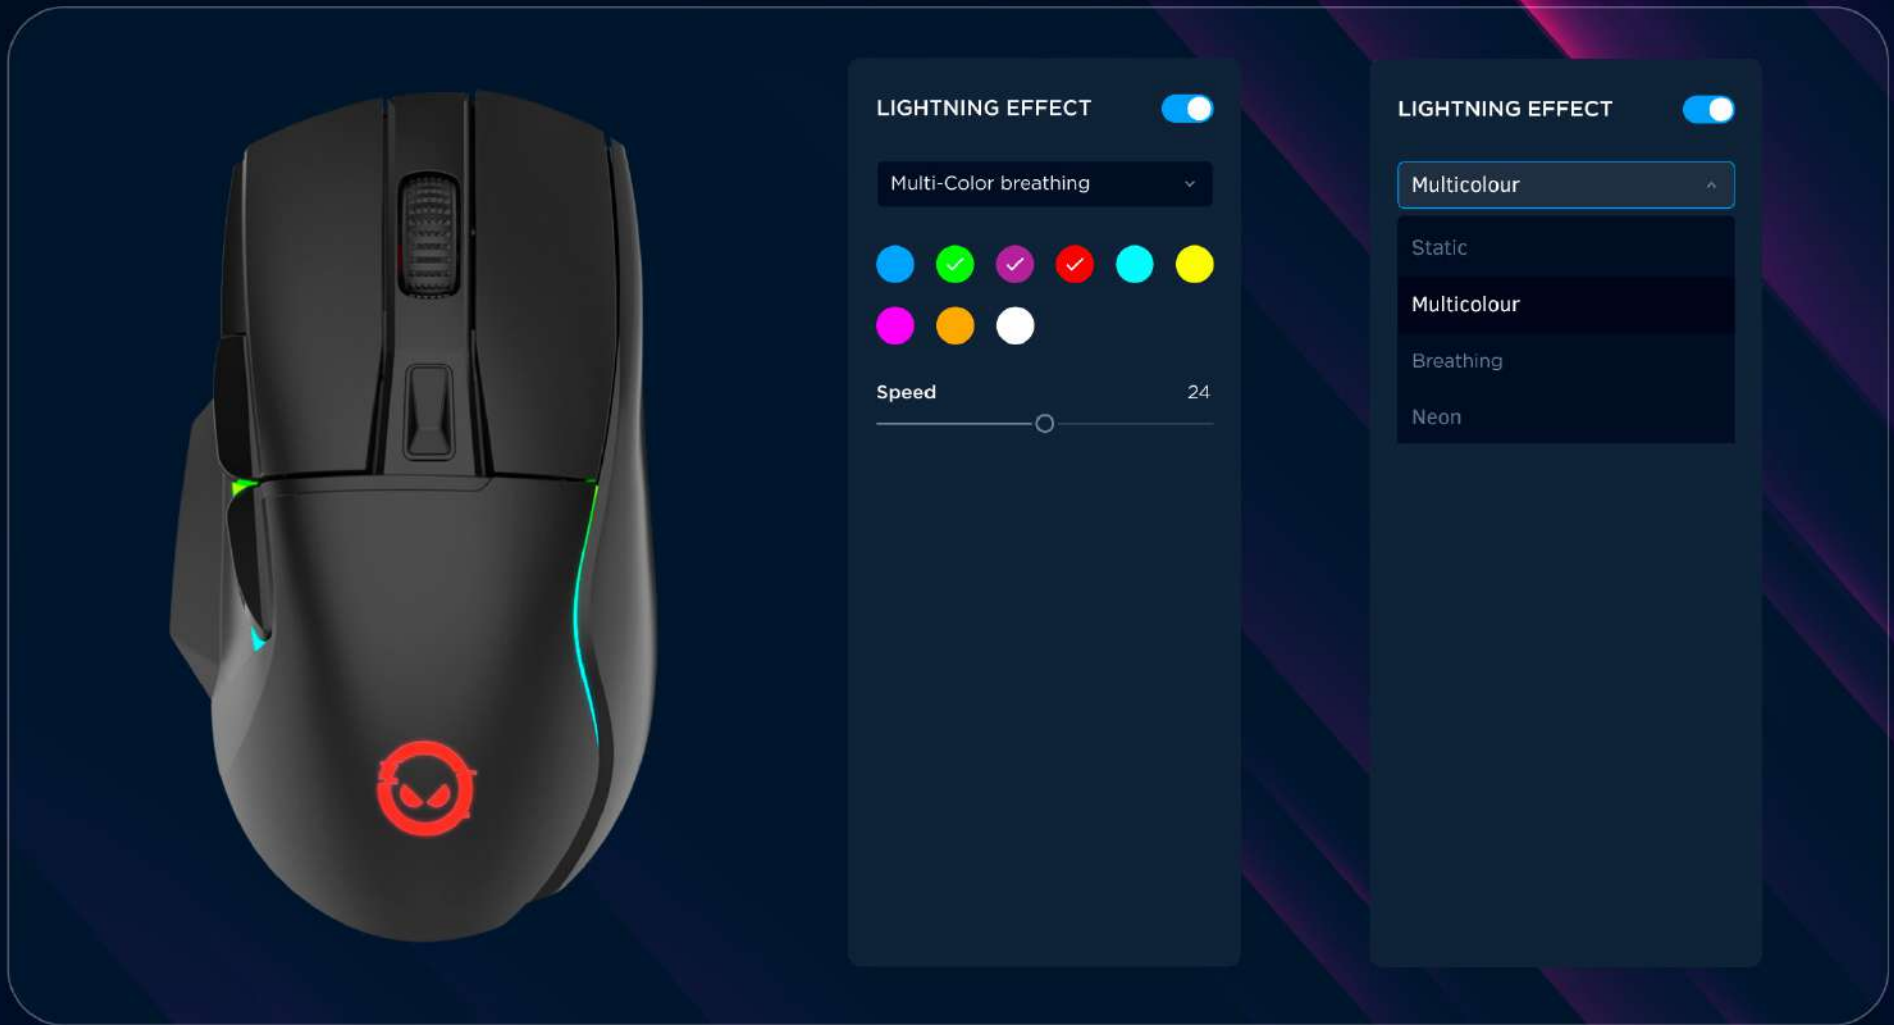 LIGHTNING EFFECT
Multi-Color breathing
Speed
24
LIGHTNING EFFECT
Multicolour
Static
Multicolour
Breathing
Neon